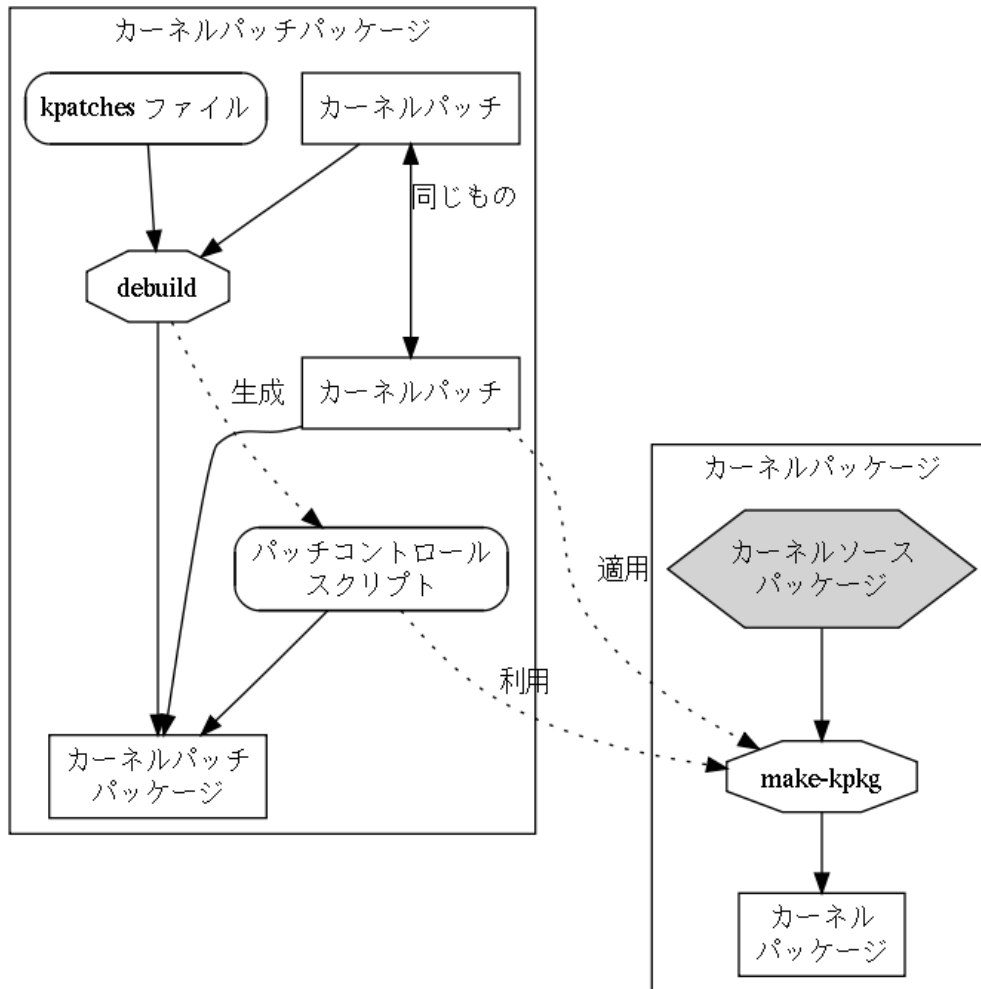 カーネルパッチパッケージ
kpatches ファイル
カーネルパッチ
同じもの
debuild
生成
カーネルパッチ
カーネルパッケージ
パッチコントロール
スクリプト
適用
カーネルソース
パッケージ
利用
カーネルパッチ
パッケージ
make-kpkg
カーネル
パッケージ